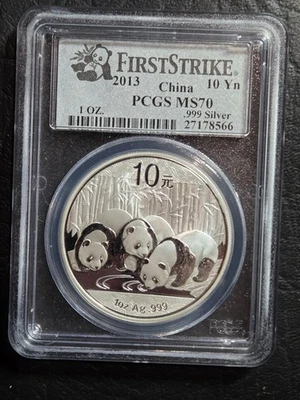 FIRSTSTRIKE®
2013 China 10 Yn
PCGS MS70
1 OZ. .999 Silver
27178566
10元
1oz Ag .999